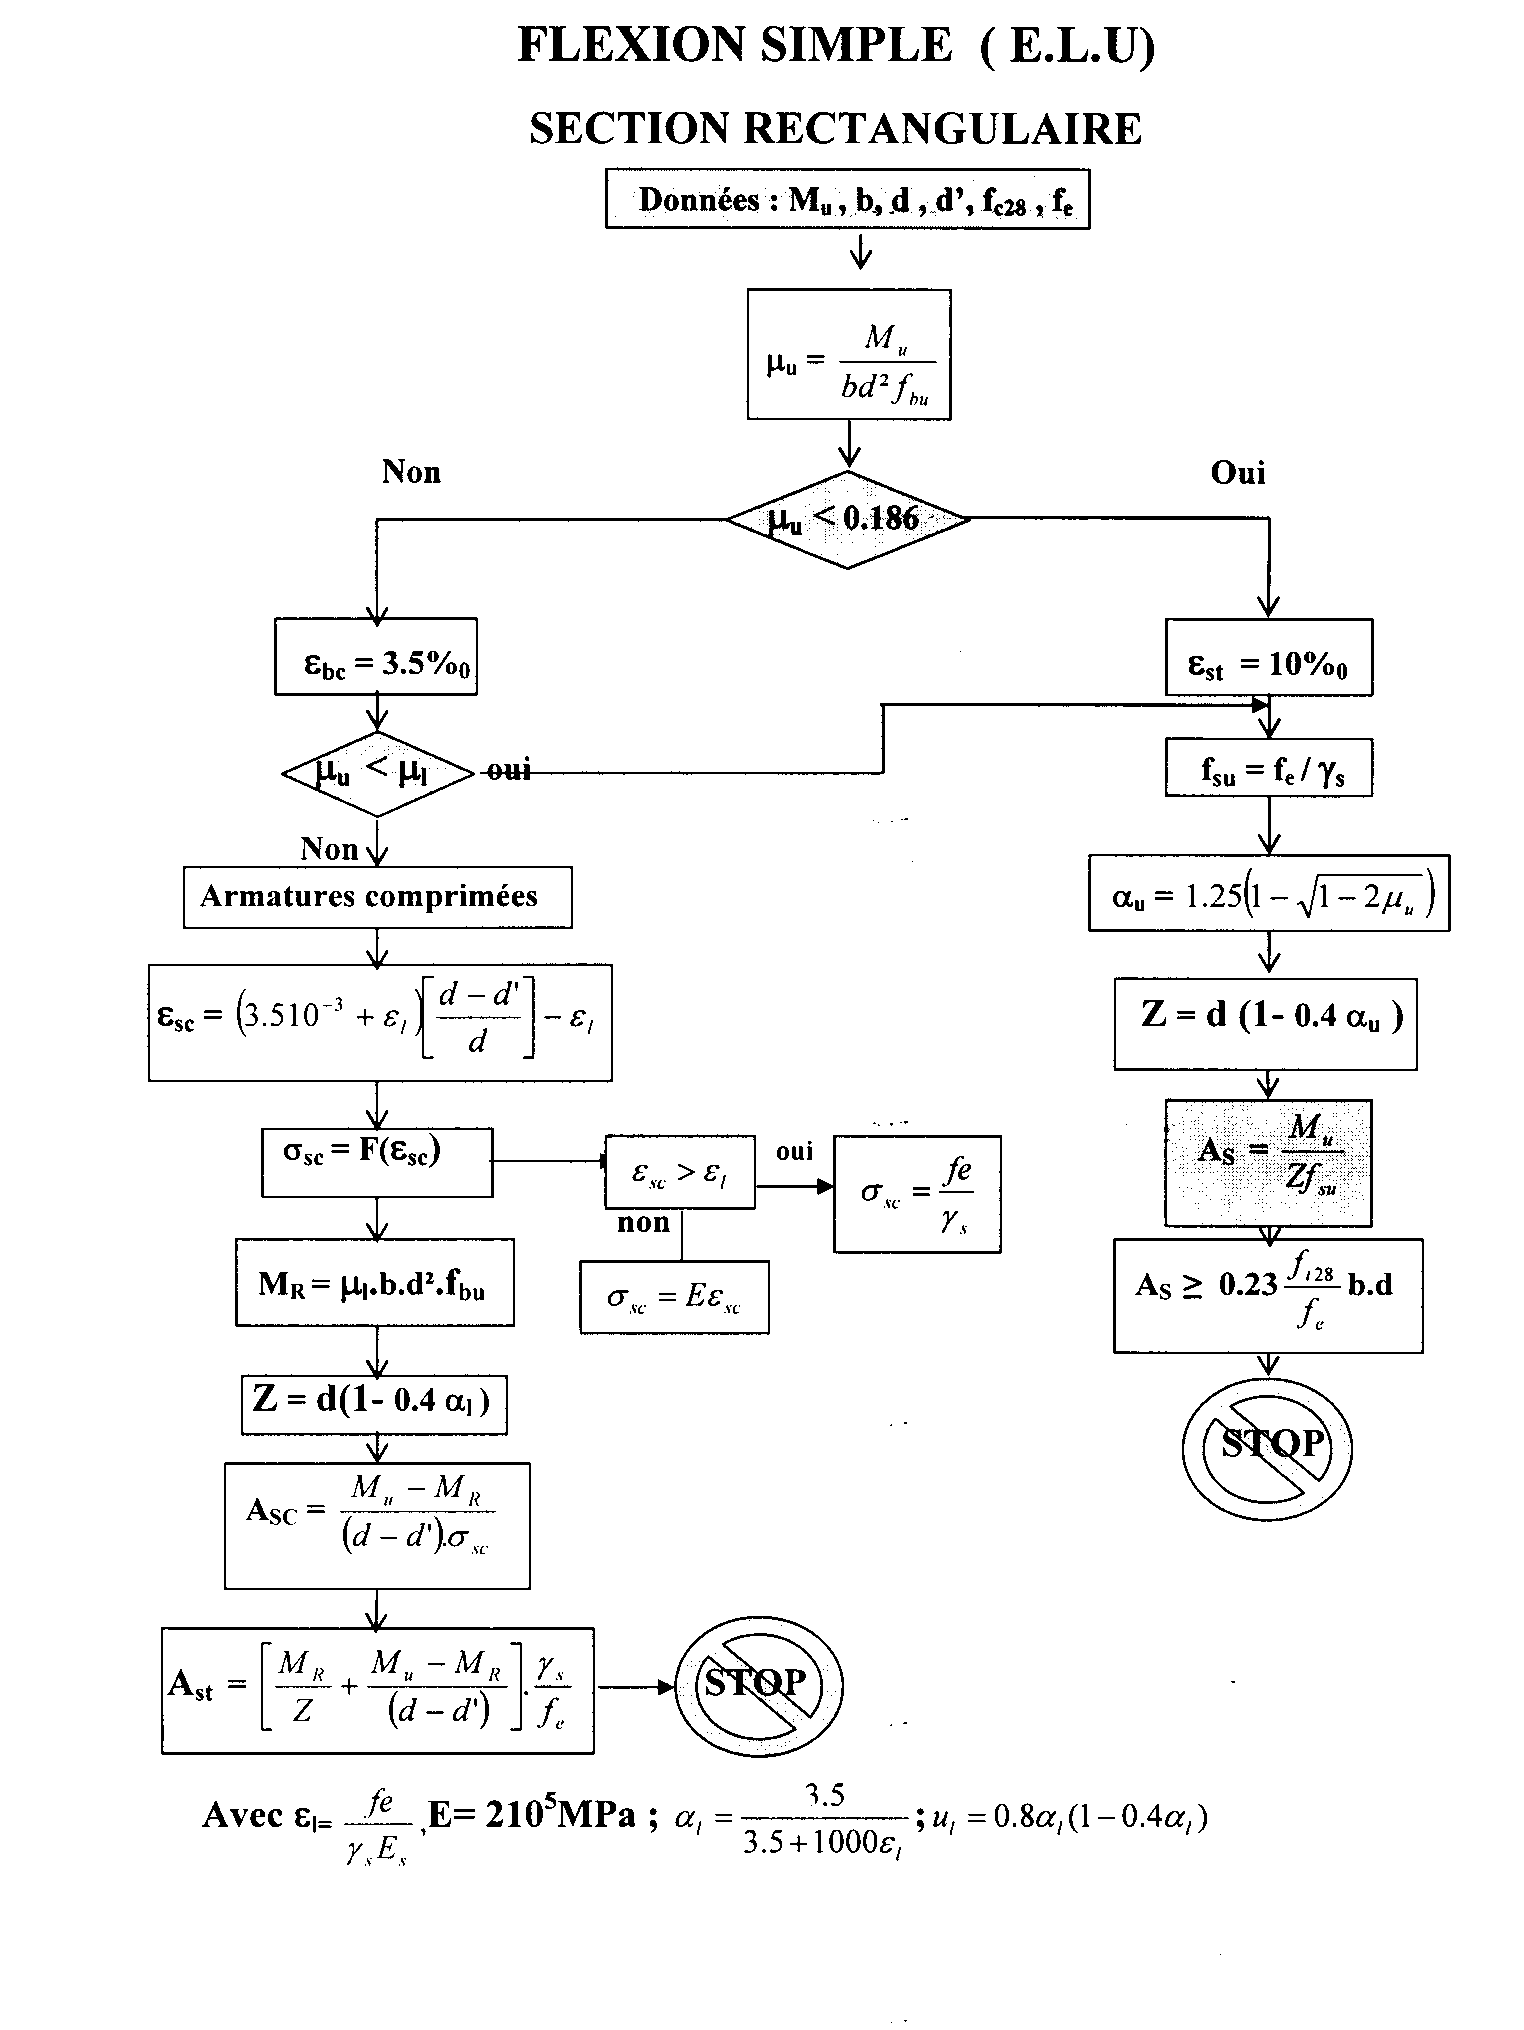 FLEXION SIMPLE ( E.L.U)
SECTION RECTANGULAIRE
Données : Mu , b, d , d', fc28 , fe
μu = Mu / bd² fbu
Non
Oui
μu < 0.186
εbc = 3.5‰0
εst = 10‰0
μu < μl
oui
fsu = fe / γs
Non
Armatures comprimées
αu = 1.25(1 − √1 − 2μu)
εsc = (3.510⁻³ + εl)[d − d' / d] − εl
Z = d (1- 0.4 αu )
σsc = F(εsc)
εsc > εl
oui
σsc = fe / γs
As = Mu / Zfsu
non
σsc = Eεsc
MR = μl.b.d².fbu
As ≥ 0.23 ft28 / fe b.d
Z = d(1- 0.4 αl )
STOP
ASC = Mu − MR / (d − d').σsc
Ast = [MR / Z + Mu − MR / (d − d')]. γs / fe
STOP
Avec εl= fe / γs Es ,E= 210⁵MPa ; αl = 3.5 / 3.5 + 1000εl ; ul = 0.8αl (1 − 0.4αl )